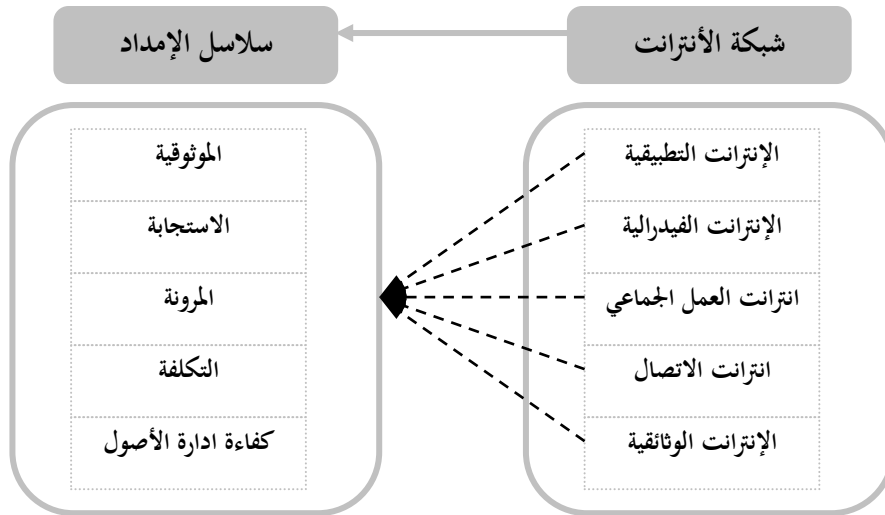 شبكة الأنترانت
سلاسل الإمداد
الإنترانت التطبيقية
الإنترانت الفيدرالية
انترانت العمل الجماعي
انترانت الاتصال
الإنترانت الوثائقية
الموثوقية
الاستجابة
المرونة
التكلفة
كفاءة ادارة الأصول